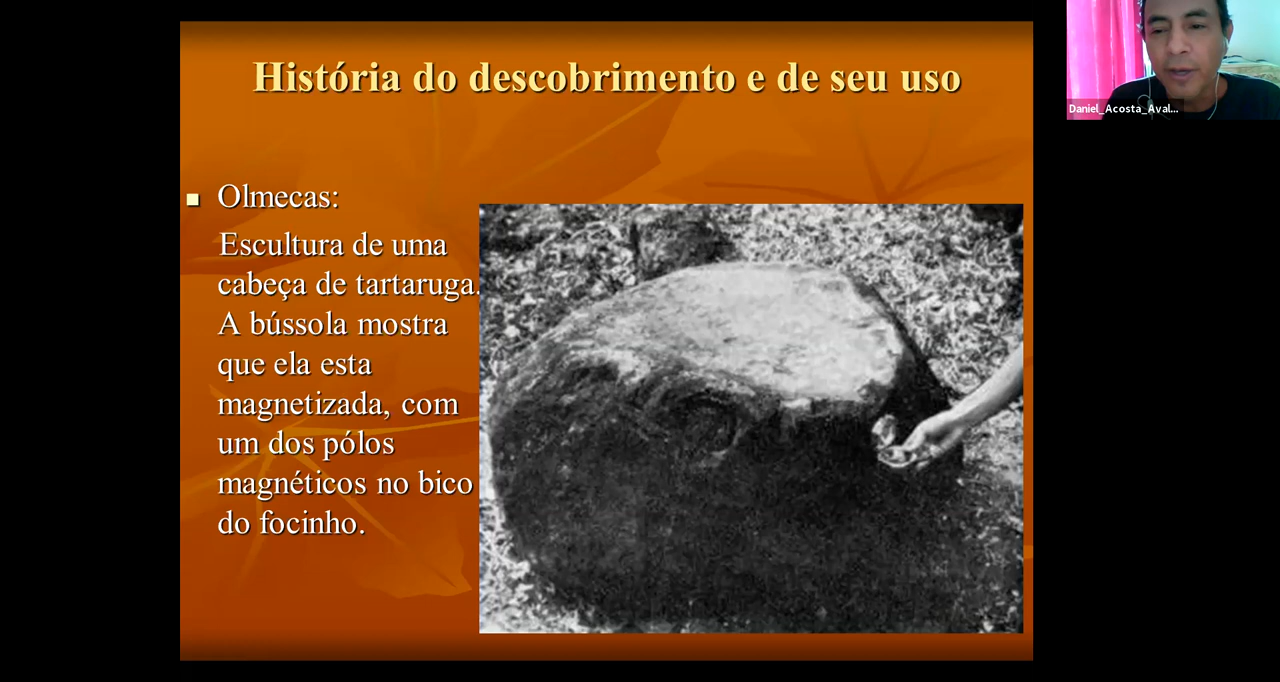 História do descobrimento e de seu uso
Olmecas:
Escultura de uma
cabeça de tartaruga.
A bússola mostra
que ela esta
magnetizada, com
um dos pólos
magnéticos no bico
do focinho.
Daniel_Acosta_Aval...